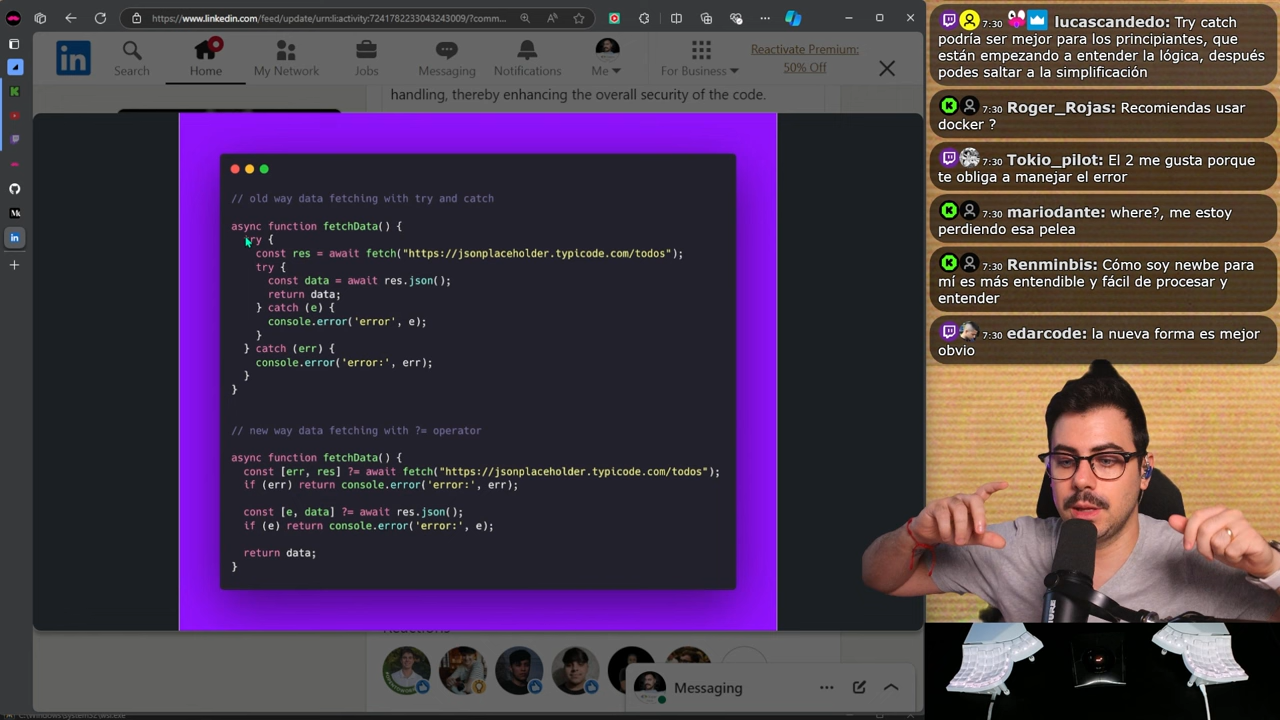 https://www.linkedin.com/feed/update/urn:li:activity:7241782233043243009/?comm...
Search
Home
My Network
Jobs
Messaging
Notifications
Me
For Business
Reactivate Premium:
50% Off
handling, thereby enhancing the overall security of the code.
// old way data fetching with try and catch
async function fetchData() {
try {
const res = await fetch("https://jsonplaceholder.typicode.com/todos");
try {
const data = await res.json();
return data;
} catch (e) {
console.error('error', e);
}
} catch (err) {
console.error('error:', err);
}
}
// new way data fetching with ?= operator
async function fetchData() {
const [err, res] ?= await fetch("https://jsonplaceholder.typicode.com/todos");
if (err) return console.error('error:', err);
const [e, data] ?= await res.json();
if (e) return console.error('error:', e);
return data;
}
Reactions
Messaging
7:30 lucascandedo: Try catch
podría ser mejor para los principiantes, que
están empezando a entender la lógica, después
podes saltar a la simplificación
7:30 Roger_Rojas: Recomiendas usar
docker ?
7:30 Tokio_pilot: El 2 me gusta porque
te obliga a manejar el error
7:30 mariodante: where?, me estoy
perdiendo esa pelea
7:30 Renminbis: Cómo soy newbe para
mí es más entendible y fácil de procesar y
entender
7:30 edarcode: la nueva forma es mejor
obvio